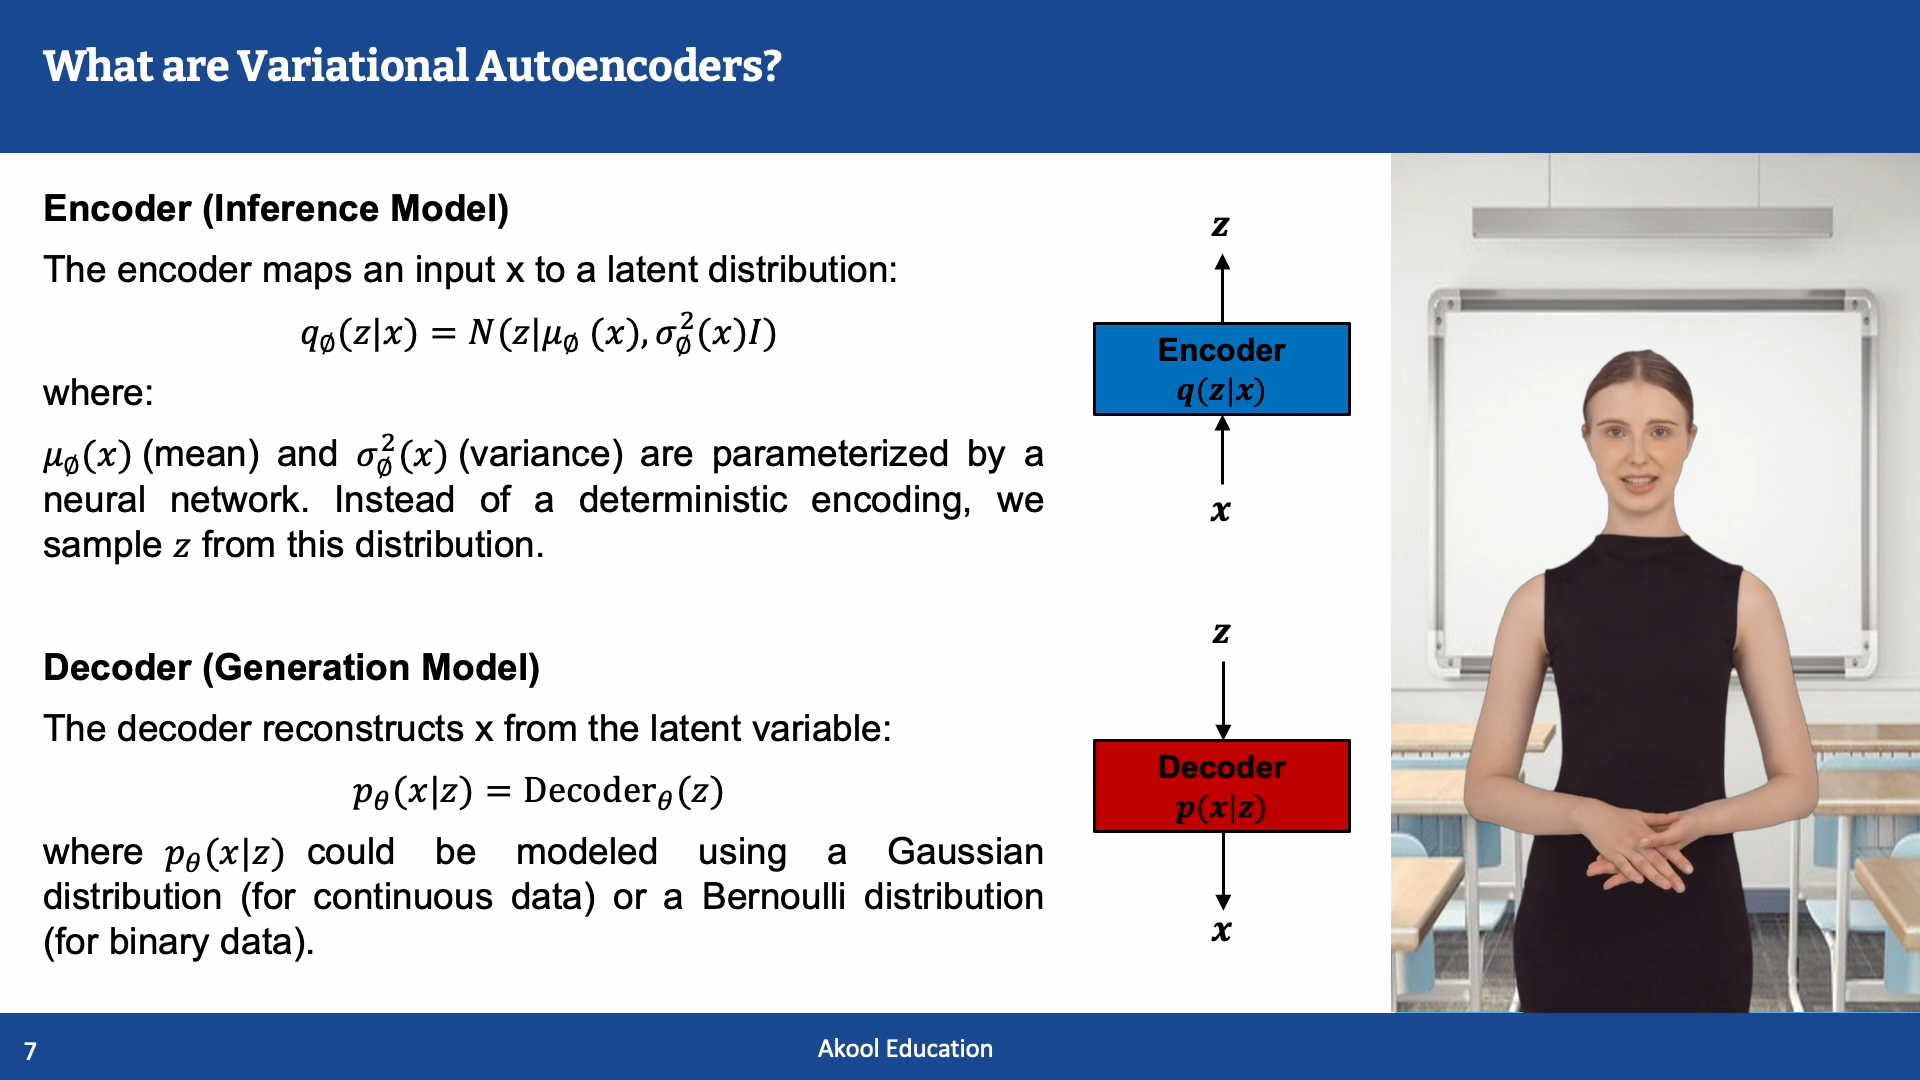 What are Variational Autoencoders?
Encoder (Inference Model)
The encoder maps an input x to a latent distribution:
q∅(z|x) = N(z|μ∅ (x), σ∅²(x)I)
where:
μ∅(x) (mean) and σ∅²(x) (variance) are parameterized by a
neural network. Instead of a deterministic encoding, we
sample z from this distribution.
Decoder (Generation Model)
The decoder reconstructs x from the latent variable:
pθ(x|z) = Decoderθ(z)
where pθ(x|z) could be modeled using a Gaussian
distribution (for continuous data) or a Bernoulli distribution
(for binary data).
z
Encoder
q(z|x)
x
z
Decoder
p(x|z)
x
7
Akool Education